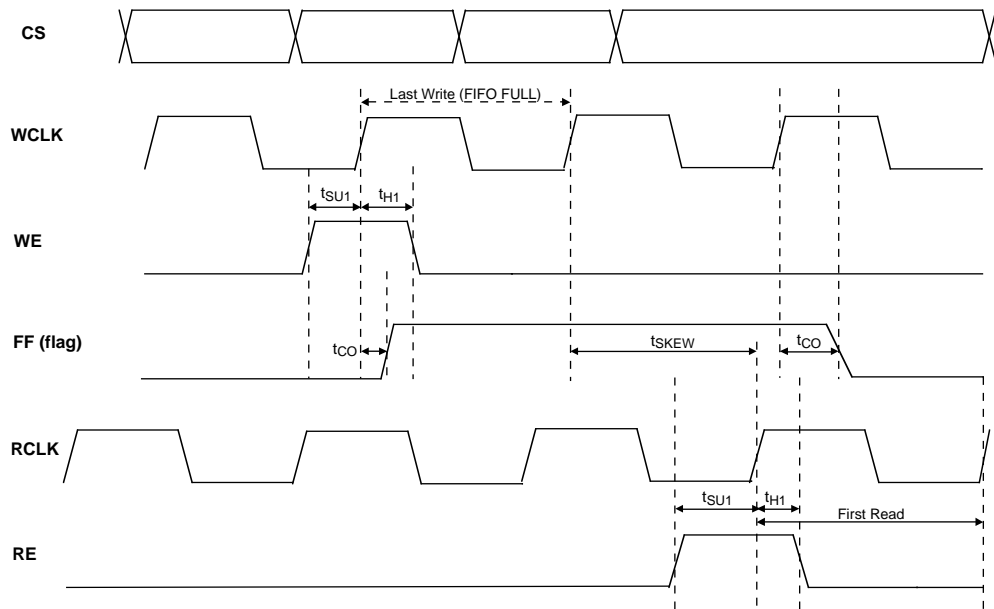 CS
Last Write (FIFO FULL)
WCLK
tSU1 tH1
WE
FF (flag)
tCO tSKEW tCO
RCLK
tSU1 tH1
First Read
RE